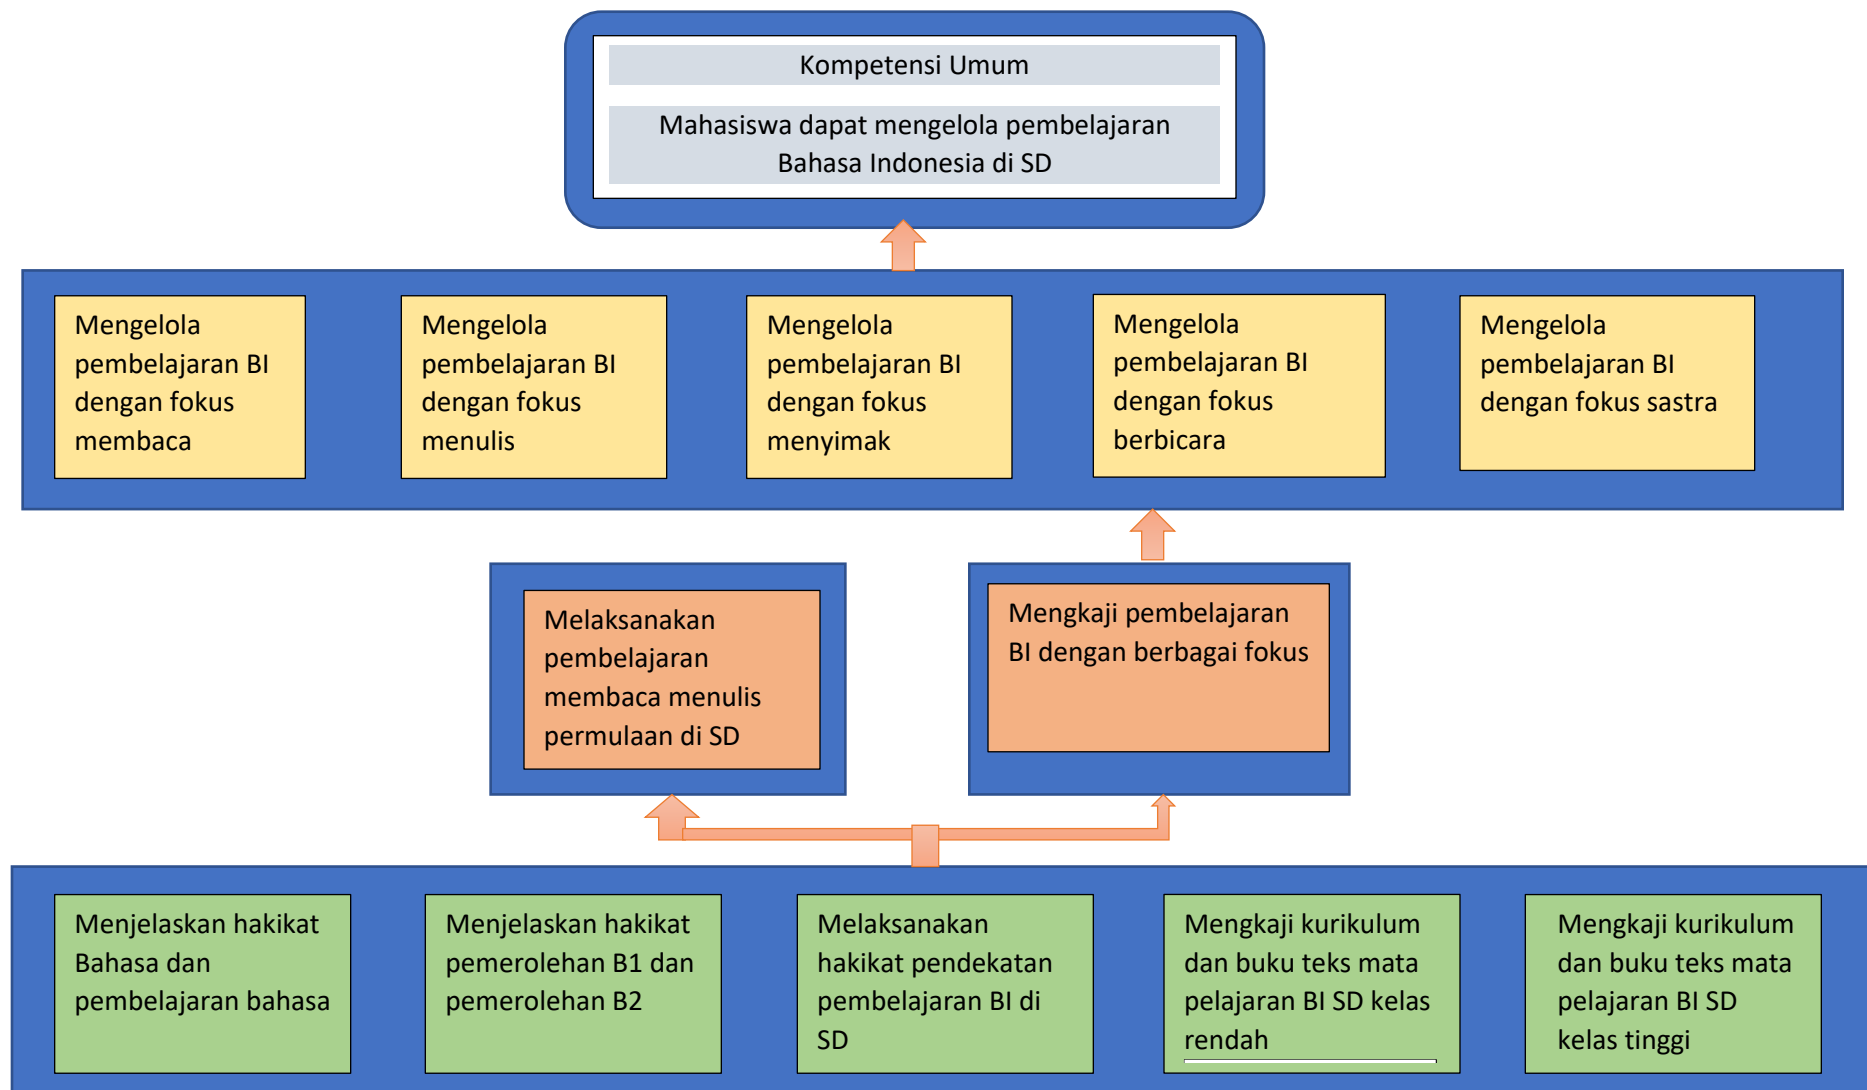 Kompetensi Umum
Mahasiswa dapat mengelola pembelajaran
Bahasa Indonesia di SD
Mengelola
pembelajaran BI
dengan fokus
membaca
Mengelola
pembelajaran BI
dengan fokus
menulis
Mengelola
pembelajaran BI
dengan fokus
menyimak
Mengelola
pembelajaran BI
dengan fokus
berbicara
Mengelola
pembelajaran BI
dengan fokus sastra
Melaksanakan
pembelajaran
membaca menulis
permulaan di SD
Mengkaji pembelajaran
BI dengan berbagai fokus
Menjelaskan hakikat
Bahasa dan
pembelajaran bahasa
Menjelaskan hakikat
pemerolehan B1 dan
pemerolehan B2
Melaksanakan
hakikat pendekatan
pembelajaran BI di
SD
Mengkaji kurikulum
dan buku teks mata
pelajaran BI SD kelas
rendah
Mengkaji kurikulum
dan buku teks mata
pelajaran BI SD
kelas tinggi